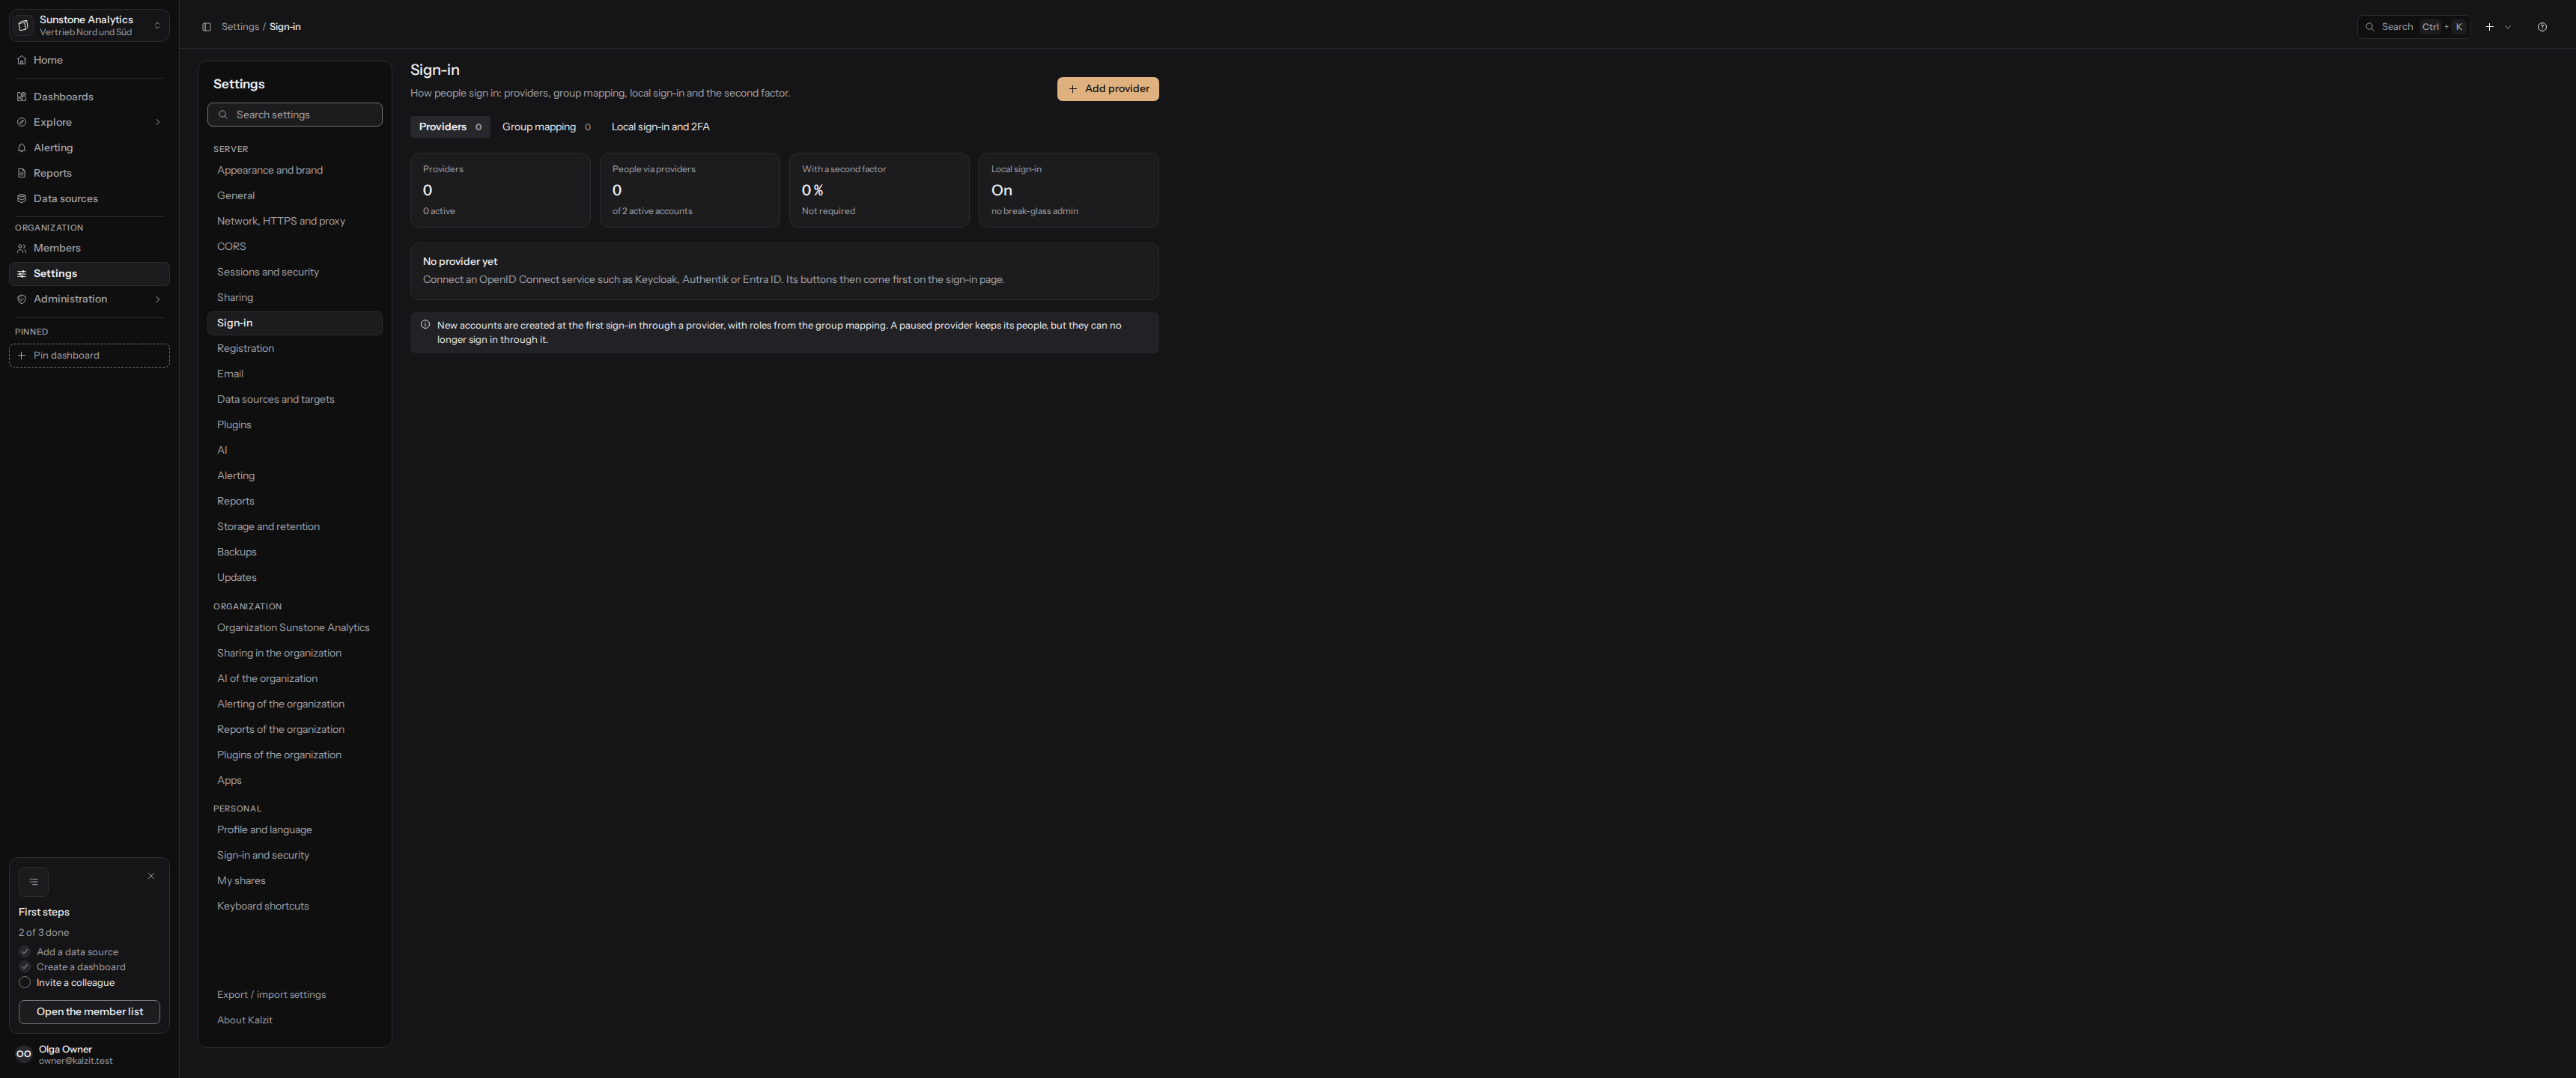 Sunstone Analytics
Vertrieb Nord und Süd
Home
Dashboards
Explore
Alerting
Reports
Data sources
ORGANIZATION
Members
Settings
Administration
PINNED
Pin dashboard
First steps
2 of 3 done
Add a data source
Create a dashboard
Invite a colleague
Open the member list
OO
Olga Owner
owner@kalzit.test
Settings / Sign-in
Search Ctrl + K
Settings
Search settings
SERVER
Appearance and brand
General
Network, HTTPS and proxy
CORS
Sessions and security
Sharing
Sign-in
Registration
Email
Data sources and targets
Plugins
AI
Alerting
Reports
Storage and retention
Backups
Updates
ORGANIZATION
Organization Sunstone Analytics
Sharing in the organization
AI of the organization
Alerting of the organization
Reports of the organization
Plugins of the organization
Apps
PERSONAL
Profile and language
Sign-in and security
My shares
Keyboard shortcuts
Export / import settings
About Kalzit
Sign-in
How people sign in: providers, group mapping, local sign-in and the second factor.
Add provider
Providers 0
Group mapping 0
Local sign-in and 2FA
Providers
0
0 active
People via providers
0
of 2 active accounts
With a second factor
0 %
Not required
Local sign-in
On
no break-glass admin
No provider yet
Connect an OpenID Connect service such as Keycloak, Authentik or Entra ID. Its buttons then come first on the sign-in page.
New accounts are created at the first sign-in through a provider, with roles from the group mapping. A paused provider keeps its people, but they can no
longer sign in through it.